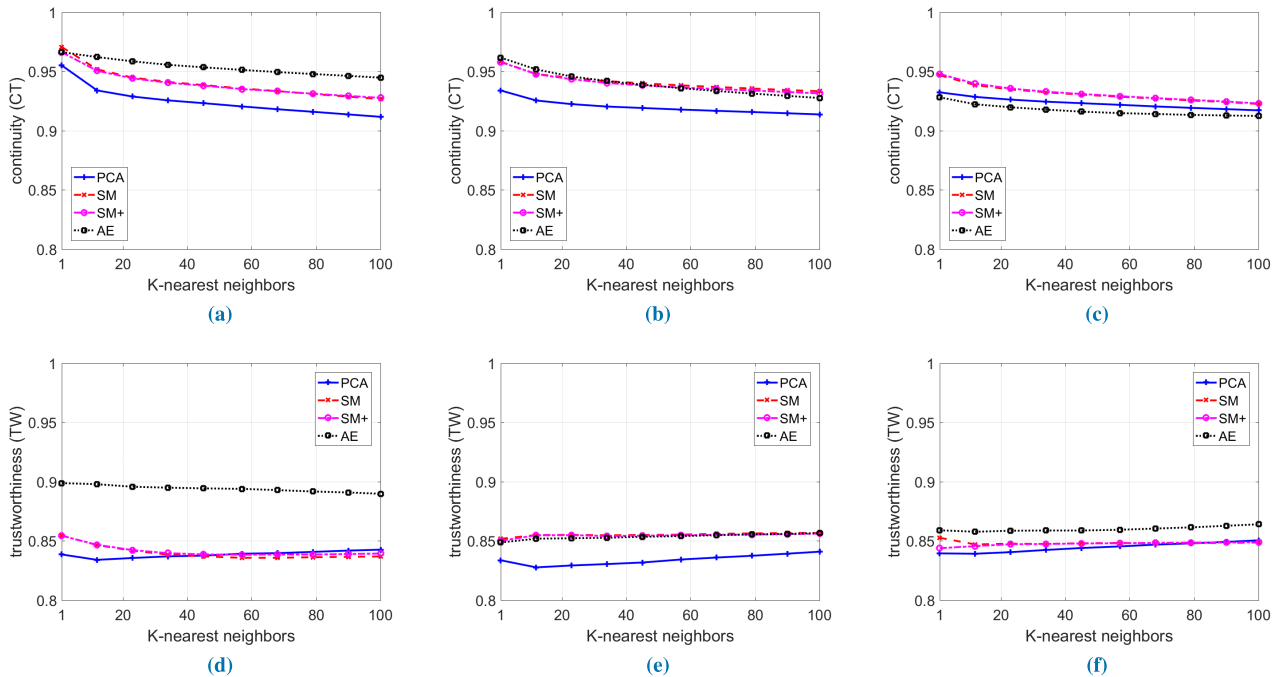 1
0.95
0.9
0.85
0.8
continuity (CT)
PCA
SM
SM+
AE
1 20 40 60 80 100
K-nearest neighbors
(a)
1
0.95
0.9
0.85
0.8
continuity (CT)
PCA
SM
SM+
AE
1 20 40 60 80 100
K-nearest neighbors
(b)
1
0.95
0.9
0.85
0.8
continuity (CT)
PCA
SM
SM+
AE
1 20 40 60 80 100
K-nearest neighbors
(c)
1
0.95
0.9
0.85
0.8
trustworthiness (TW)
PCA
SM
SM+
AE
1 20 40 60 80 100
K-nearest neighbors
(d)
1
0.95
0.9
0.85
0.8
trustworthiness (TW)
PCA
SM
SM+
AE
1 20 40 60 80 100
K-nearest neighbors
(e)
1
0.95
0.9
0.85
0.8
trustworthiness (TW)
PCA
SM
SM+
AE
1 20 40 60 80 100
K-nearest neighbors
(f)